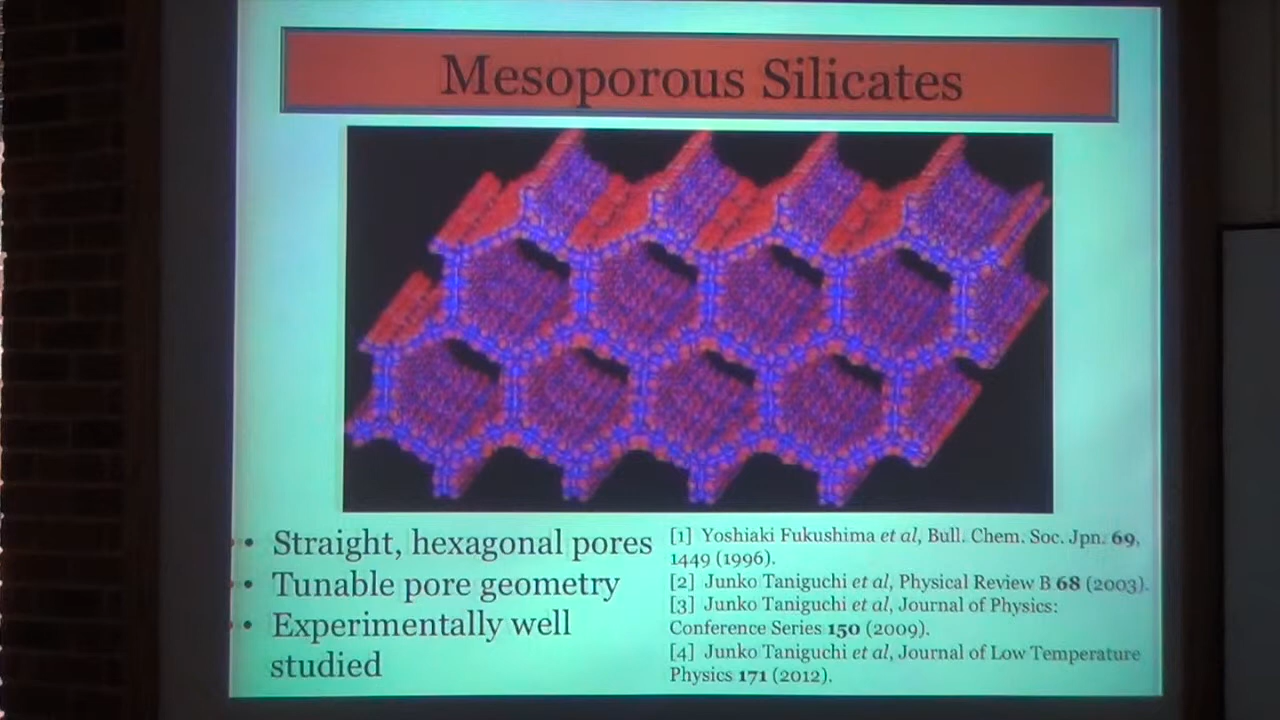 Mesoporous Silicates
• Straight, hexagonal pores
• Tunable pore geometry
• Experimentally well
studied
[1] Yoshiaki Fukushima et al, Bull. Chem. Soc. Jpn. 69,
1449 (1996).
[2] Junko Taniguchi et al, Physical Review B 68 (2003).
[3] Junko Taniguchi et al, Journal of Physics:
Conference Series 150 (2009).
[4] Junko Taniguchi et al, Journal of Low Temperature
Physics 171 (2012).